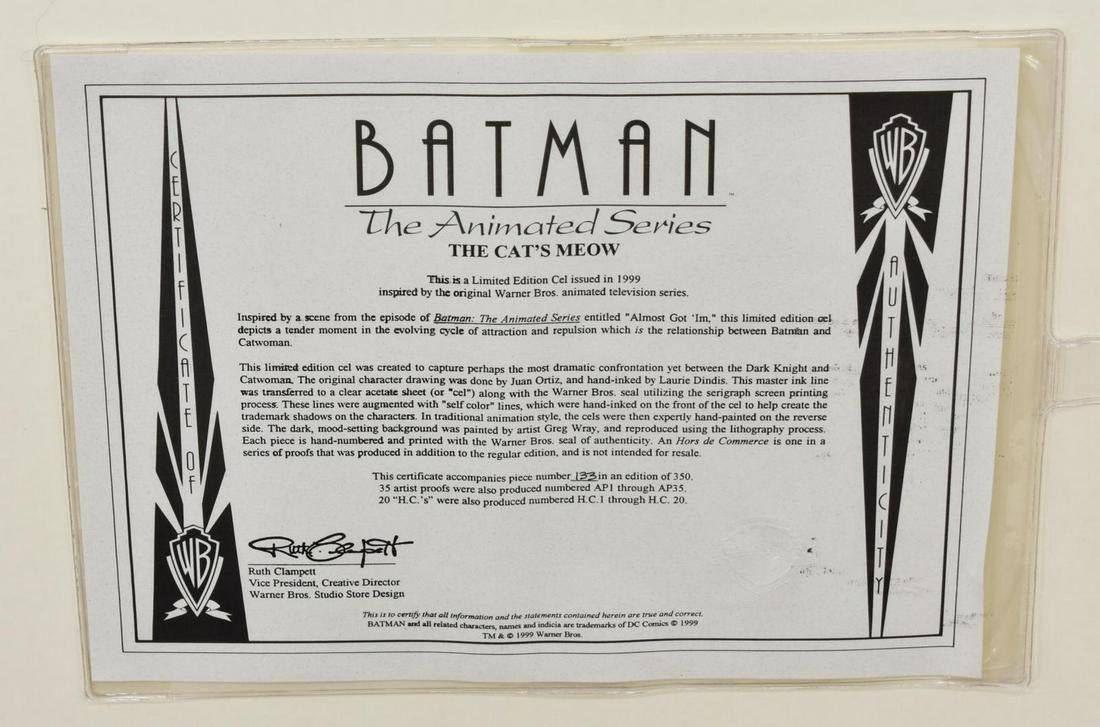 BATMAN™
The Animated Series
THE CAT'S MEOW
This is a Limited Edition Cel issued in 1999
inspired by the original Warner Bros. animated television series.
Inspired by a scene from the episode of Batman: The Animated Series entitled "Almost Got 'Im," this limited edition cel
depicts a tender moment in the evolving cycle of attraction and repulsion which is the relationship between Batman and
Catwoman.
This limited edition cel was created to capture perhaps the most dramatic confrontation yet between the Dark Knight and
Catwoman. The original character drawing was done by Juan Ortiz, and hand-inked by Laurie Dindis. This master ink line
was transferred to a clear acetate sheet (or "cel") along with the Warner Bros. seal utilizing the serigraph screen printing
process. These lines were augmented with "self color" lines, which were hand-inked on the front of the cel to help create the
trademark shadows on the characters. In traditional animation style, the cels were then expertly hand-painted on the reverse
side. The dark, mood-setting background was painted by artist Greg Wray, and reproduced using the lithography process.
Each piece is hand-numbered and printed with the Warner Bros. seal of authenticity. An Hors de Commerce is one in a
series of proofs that was produced in addition to the regular edition, and is not intended for resale.
This certificate accompanies piece number 133 in an edition of 350.
35 artist proofs were also produced numbered AP1 through AP35.
20 "H.C.'s" were also produced numbered H.C.1 through H.C. 20.
Ruth Clampett
Ruth Clampett
Vice President, Creative Director
Warner Bros. Studio Store Design
This is to certify that all information and the statements contained herein are true and correct.
BATMAN and all related characters, names and indicia are trademarks of DC Comics © 1999
TM & © 1999 Warner Bros.
CERTIFICATE OF
WB
WB
AUTHENTICITY